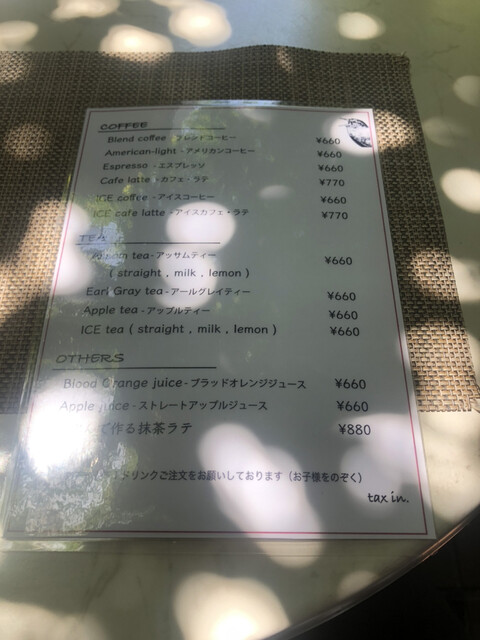 COFFEE
Blend coffee - ブレンドコーヒー ¥660
American-light - アメリカンコーヒー ¥660
Espresso - エスプレッソ ¥660
Cafe latte - カフェ・ラテ ¥770
ICE coffee - アイスコーヒー ¥660
ICE cafe latte - アイスカフェ・ラテ ¥770
TEA
tea - アッサムティー ¥660
( straight , milk , lemon )
Earl Gray tea - アールグレイティー ¥660
Apple tea - アップルティー ¥660
ICE tea ( straight , milk , lemon ) ¥660
OTHERS
Blood Orange juice - ブラッドオレンジジュース ¥660
Apple juice - ストレートアップルジュース ¥660
で作る抹茶ラテ ¥880
ドリンクご注文をお願いしております（お子様をのぞく）
tax in.